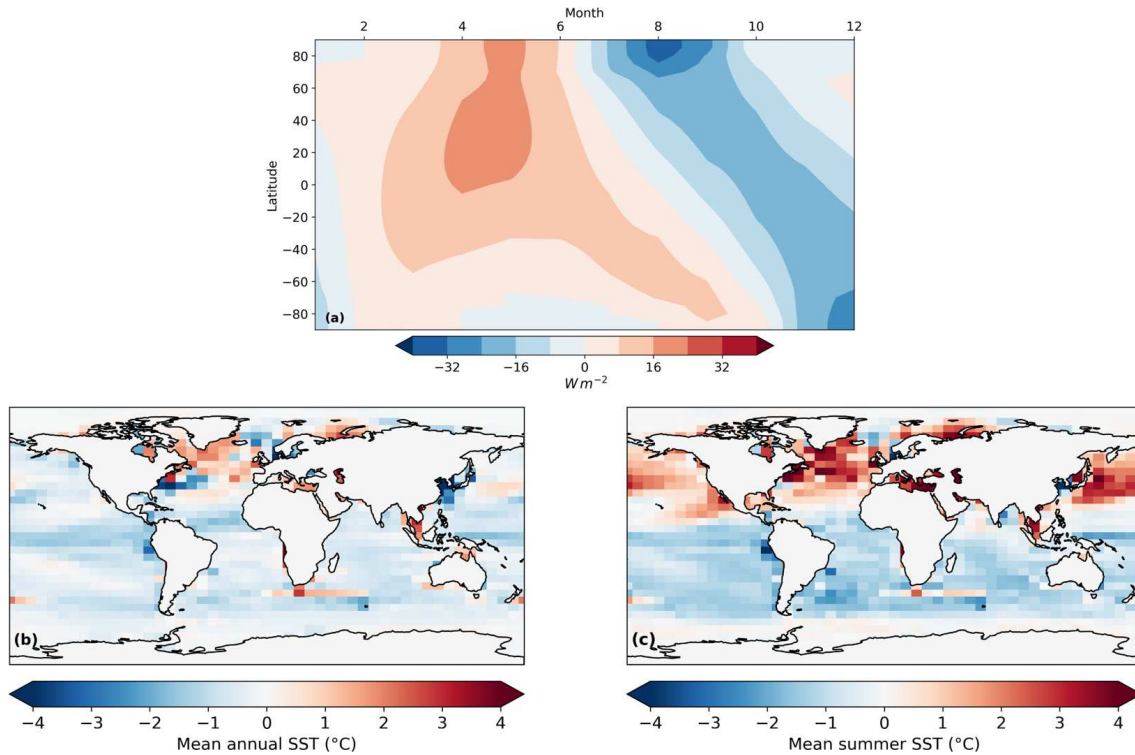 Month
2 4 6 8 10 12
80
60
40
20
0
−20
−40
−60
−80
Latitude
(a)
−32 −16 0 16 32
W m⁻²
(b)
(c)
−4 −3 −2 −1 0 1 2 3 4
Mean annual SST (°C)
−4 −3 −2 −1 0 1 2 3 4
Mean summer SST (°C)